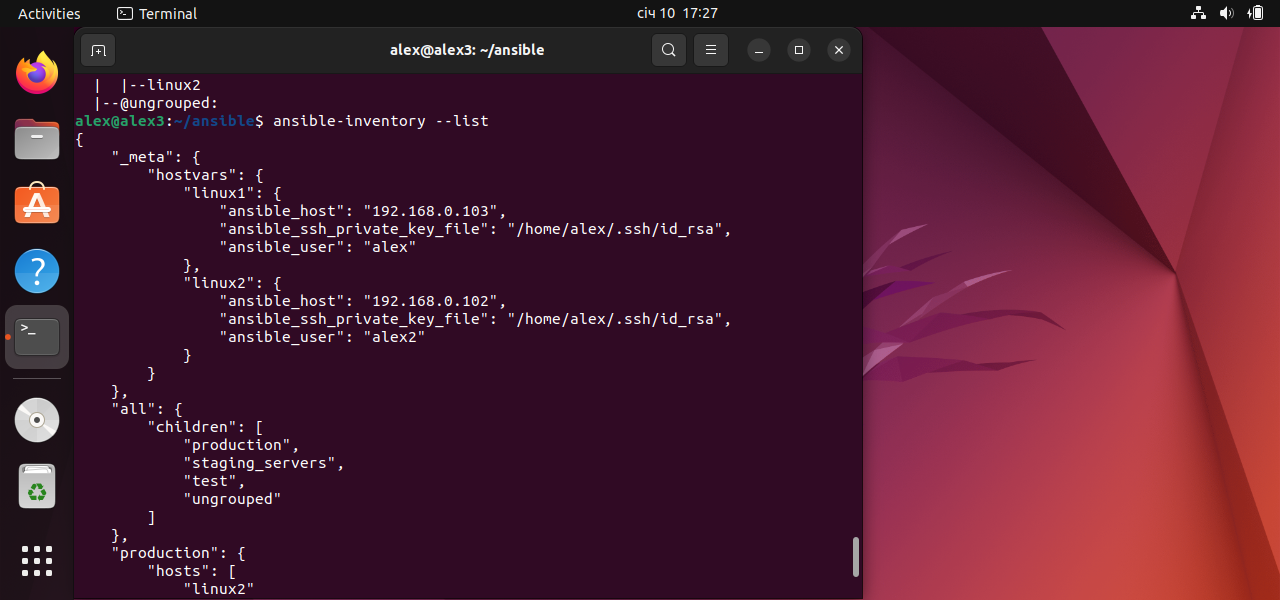 Activities
Terminal
січ 10 17:27
alex@alex3: ~/ansible
|  |--linux2
|--@ungrouped:
alex@alex3:~/ansible$ ansible-inventory --list
{
    "_meta": {
        "hostvars": {
            "linux1": {
                "ansible_host": "192.168.0.103",
                "ansible_ssh_private_key_file": "/home/alex/.ssh/id_rsa",
                "ansible_user": "alex"
            },
            "linux2": {
                "ansible_host": "192.168.0.102",
                "ansible_ssh_private_key_file": "/home/alex/.ssh/id_rsa",
                "ansible_user": "alex2"
            }
        }
    },
    "all": {
        "children": [
            "production",
            "staging_servers",
            "test",
            "ungrouped"
        ]
    },
    "production": {
        "hosts": [
            "linux2"